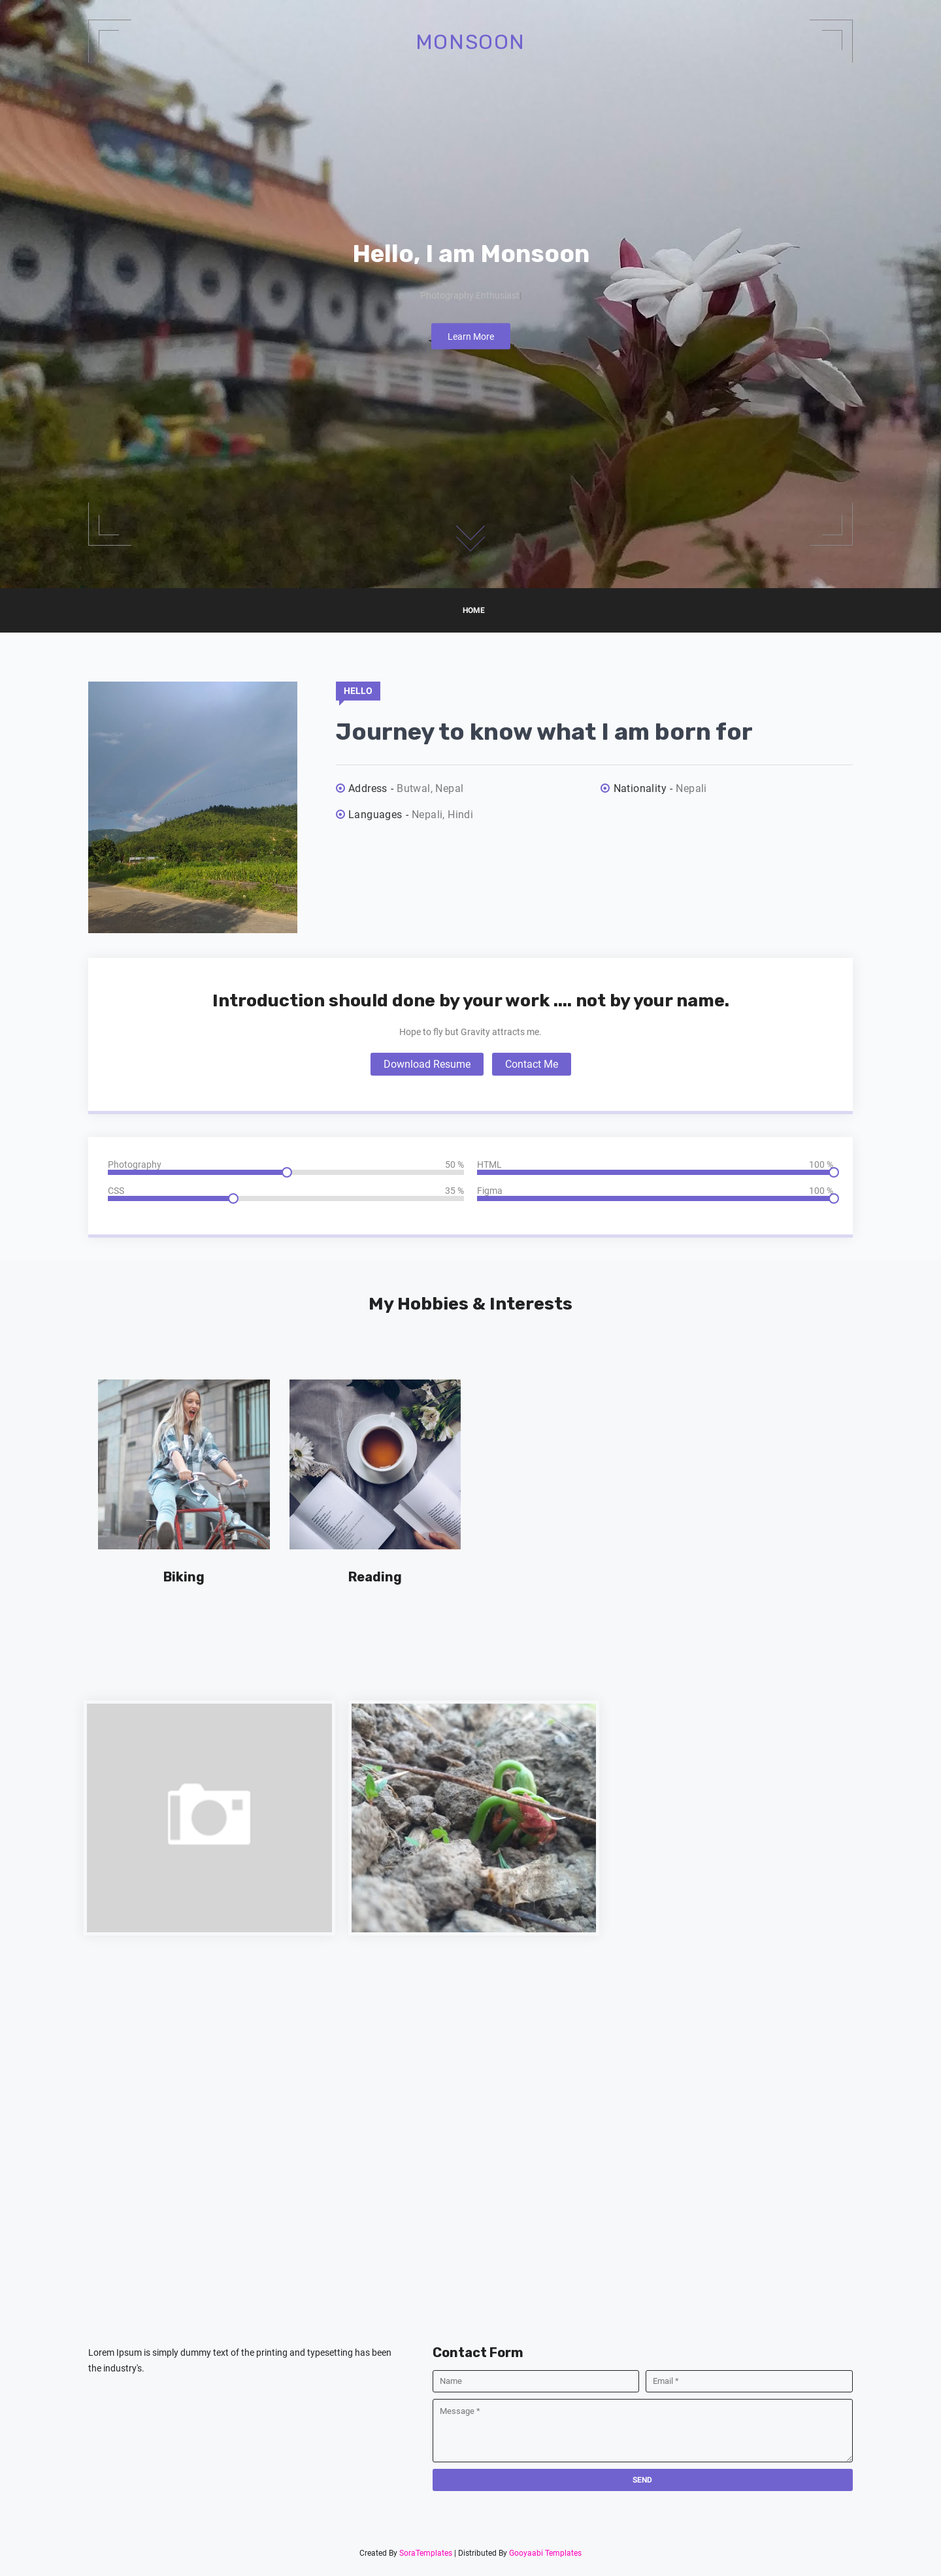 MONSOON
Hello, I am Monsoon
Photography Enthusiast|
Learn More
HOME
HELLO
Journey to know what I am born for
Address - Butwal, Nepal
Nationality - Nepali
Languages - Nepali, Hindi
Introduction should done by your work .... not by your name.
Hope to fly but Gravity attracts me.
Download Resume
Contact Me
Photography 50 %
HTML 100 %
CSS 35 %
Figma 100 %
My Hobbies & Interests
Biking
Reading
Lorem Ipsum is simply dummy text of the printing and typesetting has been
the industry's.
Contact Form
Name
Email *
Message *
SEND
Created By SoraTemplates | Distributed By Gooyaabi Templates